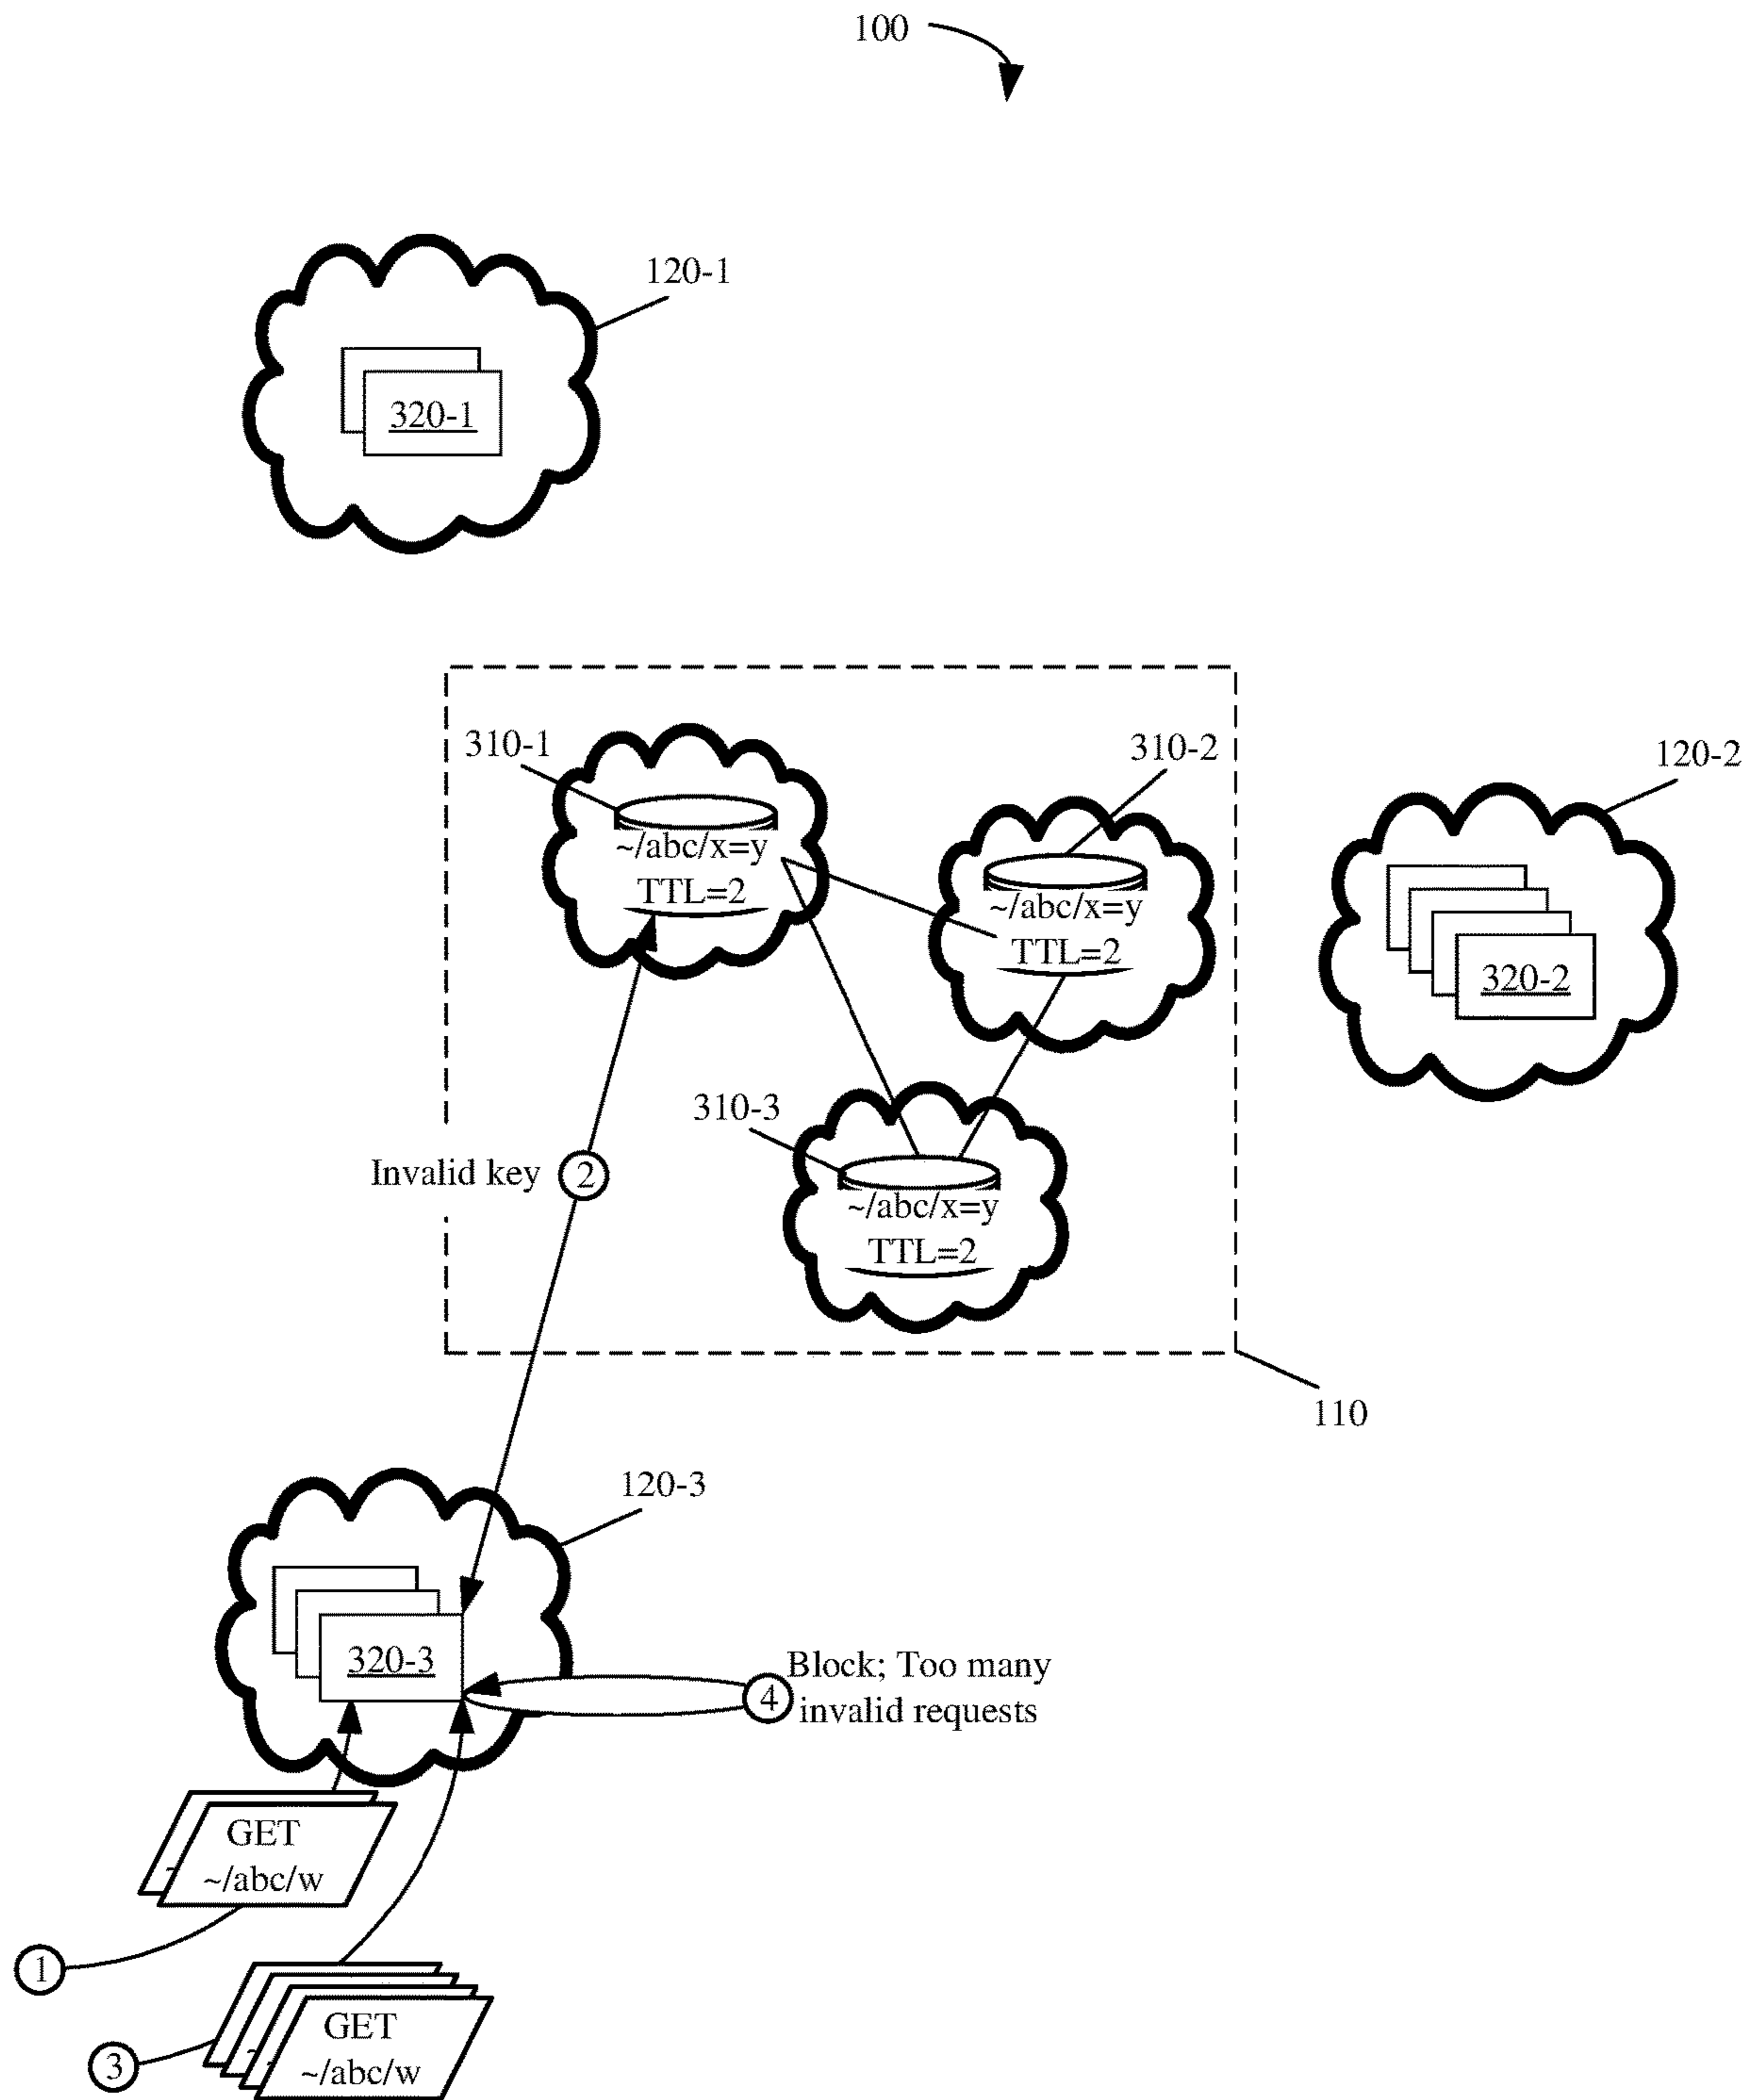 100
120-1
320-1
310-1
310-2
120-2
~/abc/x=y
TTL=2
~/abc/x=y
TTL=2
320-2
310-3
Invalid key
2
~/abc/x=y
TTL=2
110
120-3
320-3
Block; Too many
invalid requests
4
GET
~/abc/w
1
GET
~/abc/w
3